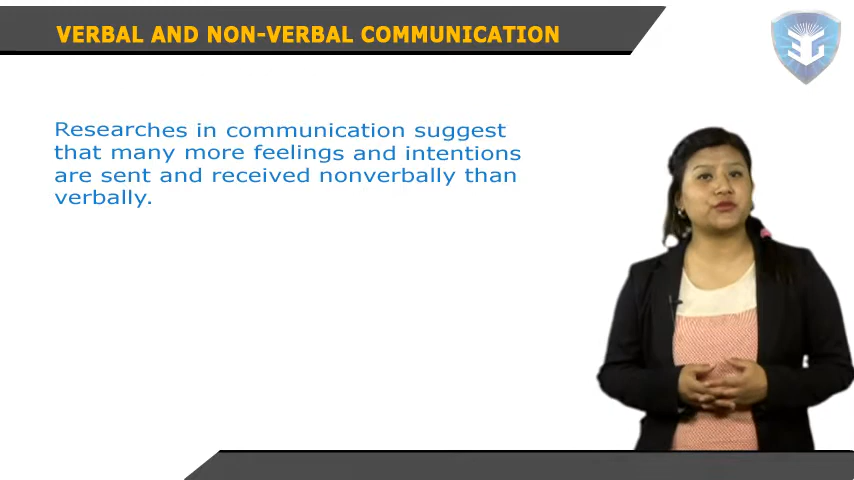 VERBAL AND NON-VERBAL COMMUNICATION
Researches in communication suggest
that many more feelings and intentions
are sent and received nonverbally than
verbally.